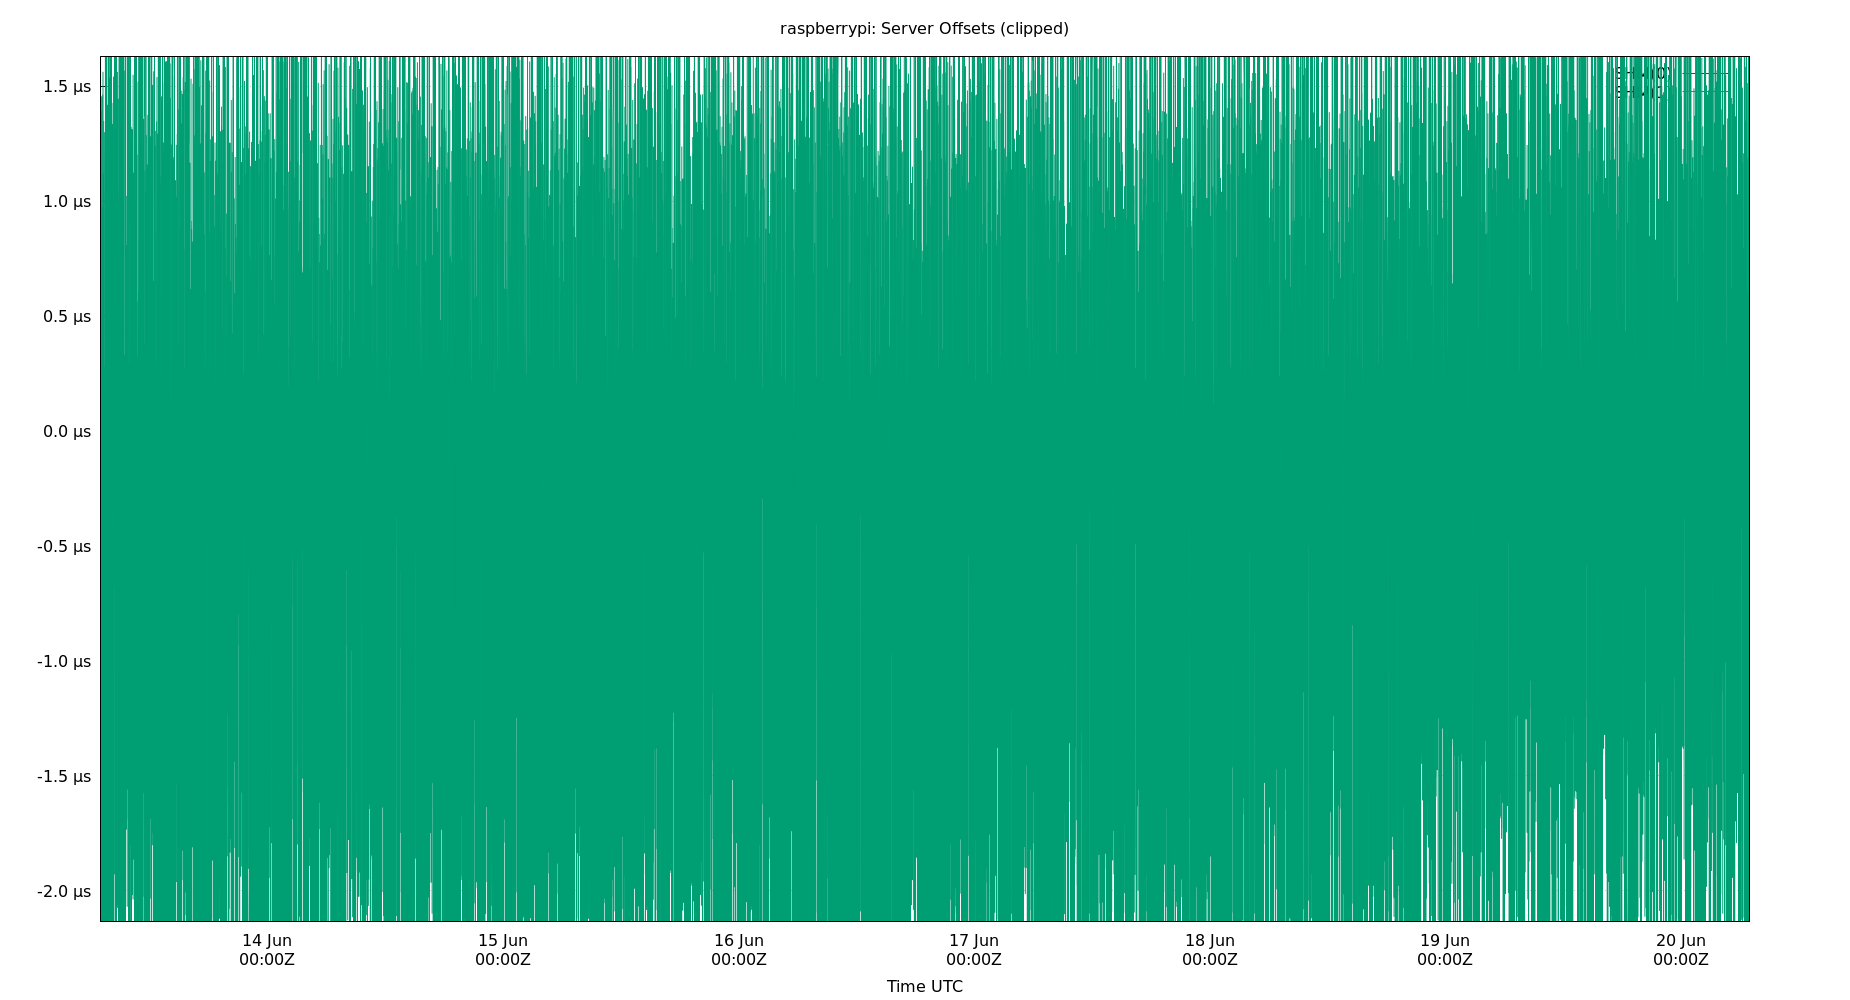 raspberrypi: Server Offsets (clipped)
1.5 µs
1.0 µs
0.5 µs
0.0 µs
-0.5 µs
-1.0 µs
-1.5 µs
-2.0 µs
14 Jun 15 Jun 16 Jun 17 Jun 18 Jun 19 Jun 20 Jun
00:00Z 00:00Z 00:00Z 00:00Z 00:00Z 00:00Z 00:00Z
Time UTC